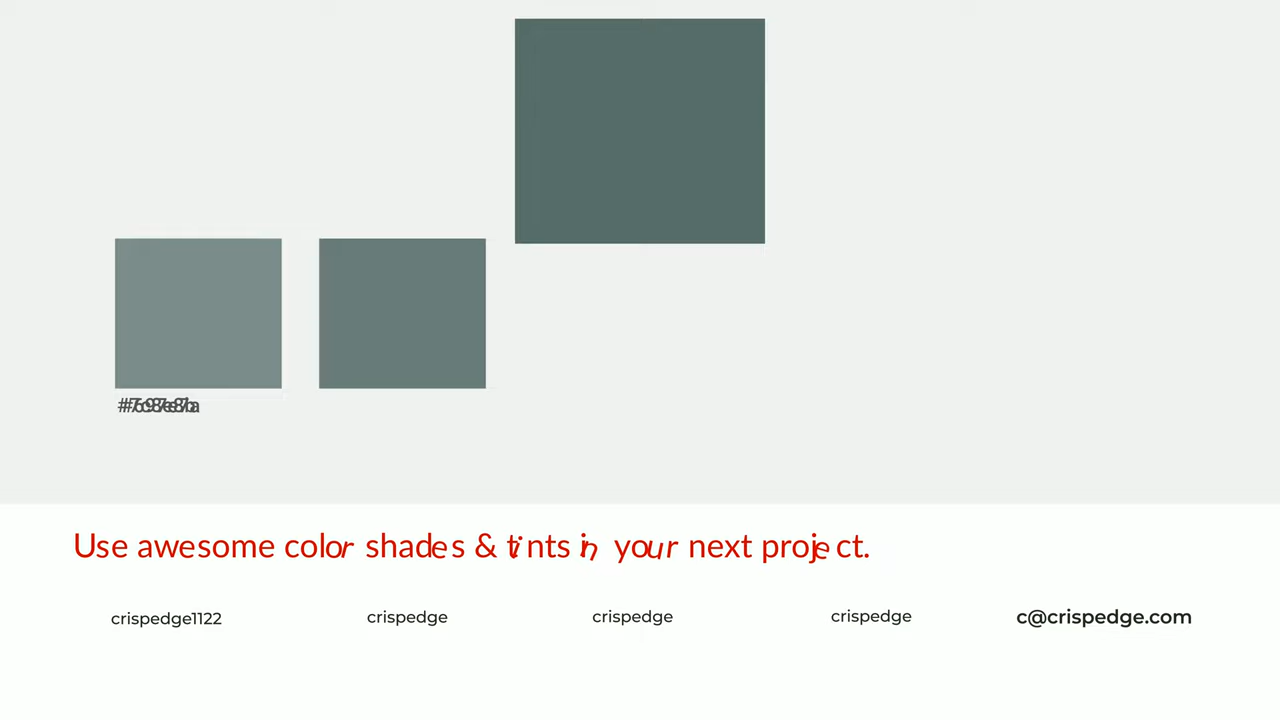 Use awesome color shades & tints in your next project.
crispedge1122 crispedge crispedge crispedge c@crispedge.com